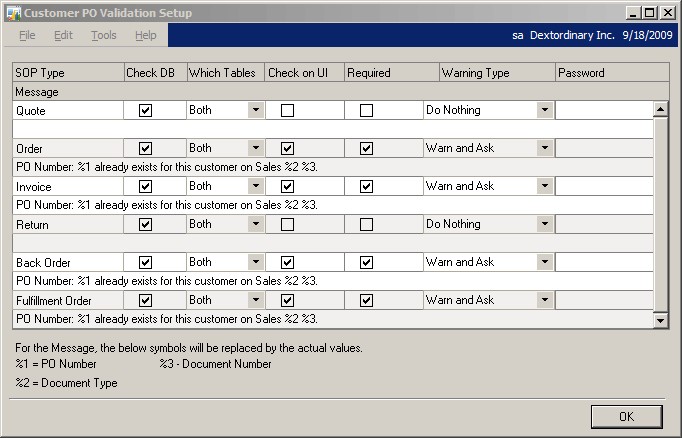 Customer PO Validation Setup
File Edit Tools Help sa Dextordinary Inc. 9/18/2009
SOP Type Check DB Which Tables Check on UI Required Warning Type Password
Message
Quote Both Do Nothing
Order Both Warn and Ask
PO Number: %1 already exists for this customer on Sales %2 %3.
Invoice Both Warn and Ask
PO Number: %1 already exists for this customer on Sales %2 %3.
Return Both Do Nothing
Back Order Both Warn and Ask
PO Number: %1 already exists for this customer on Sales %2 %3.
Fulfillment Order Both Warn and Ask
PO Number: %1 already exists for this customer on Sales %2 %3.
For the Message, the below symbols will be replaced by the actual values.
%1 = PO Number %3 - Document Number
%2 = Document Type
OK